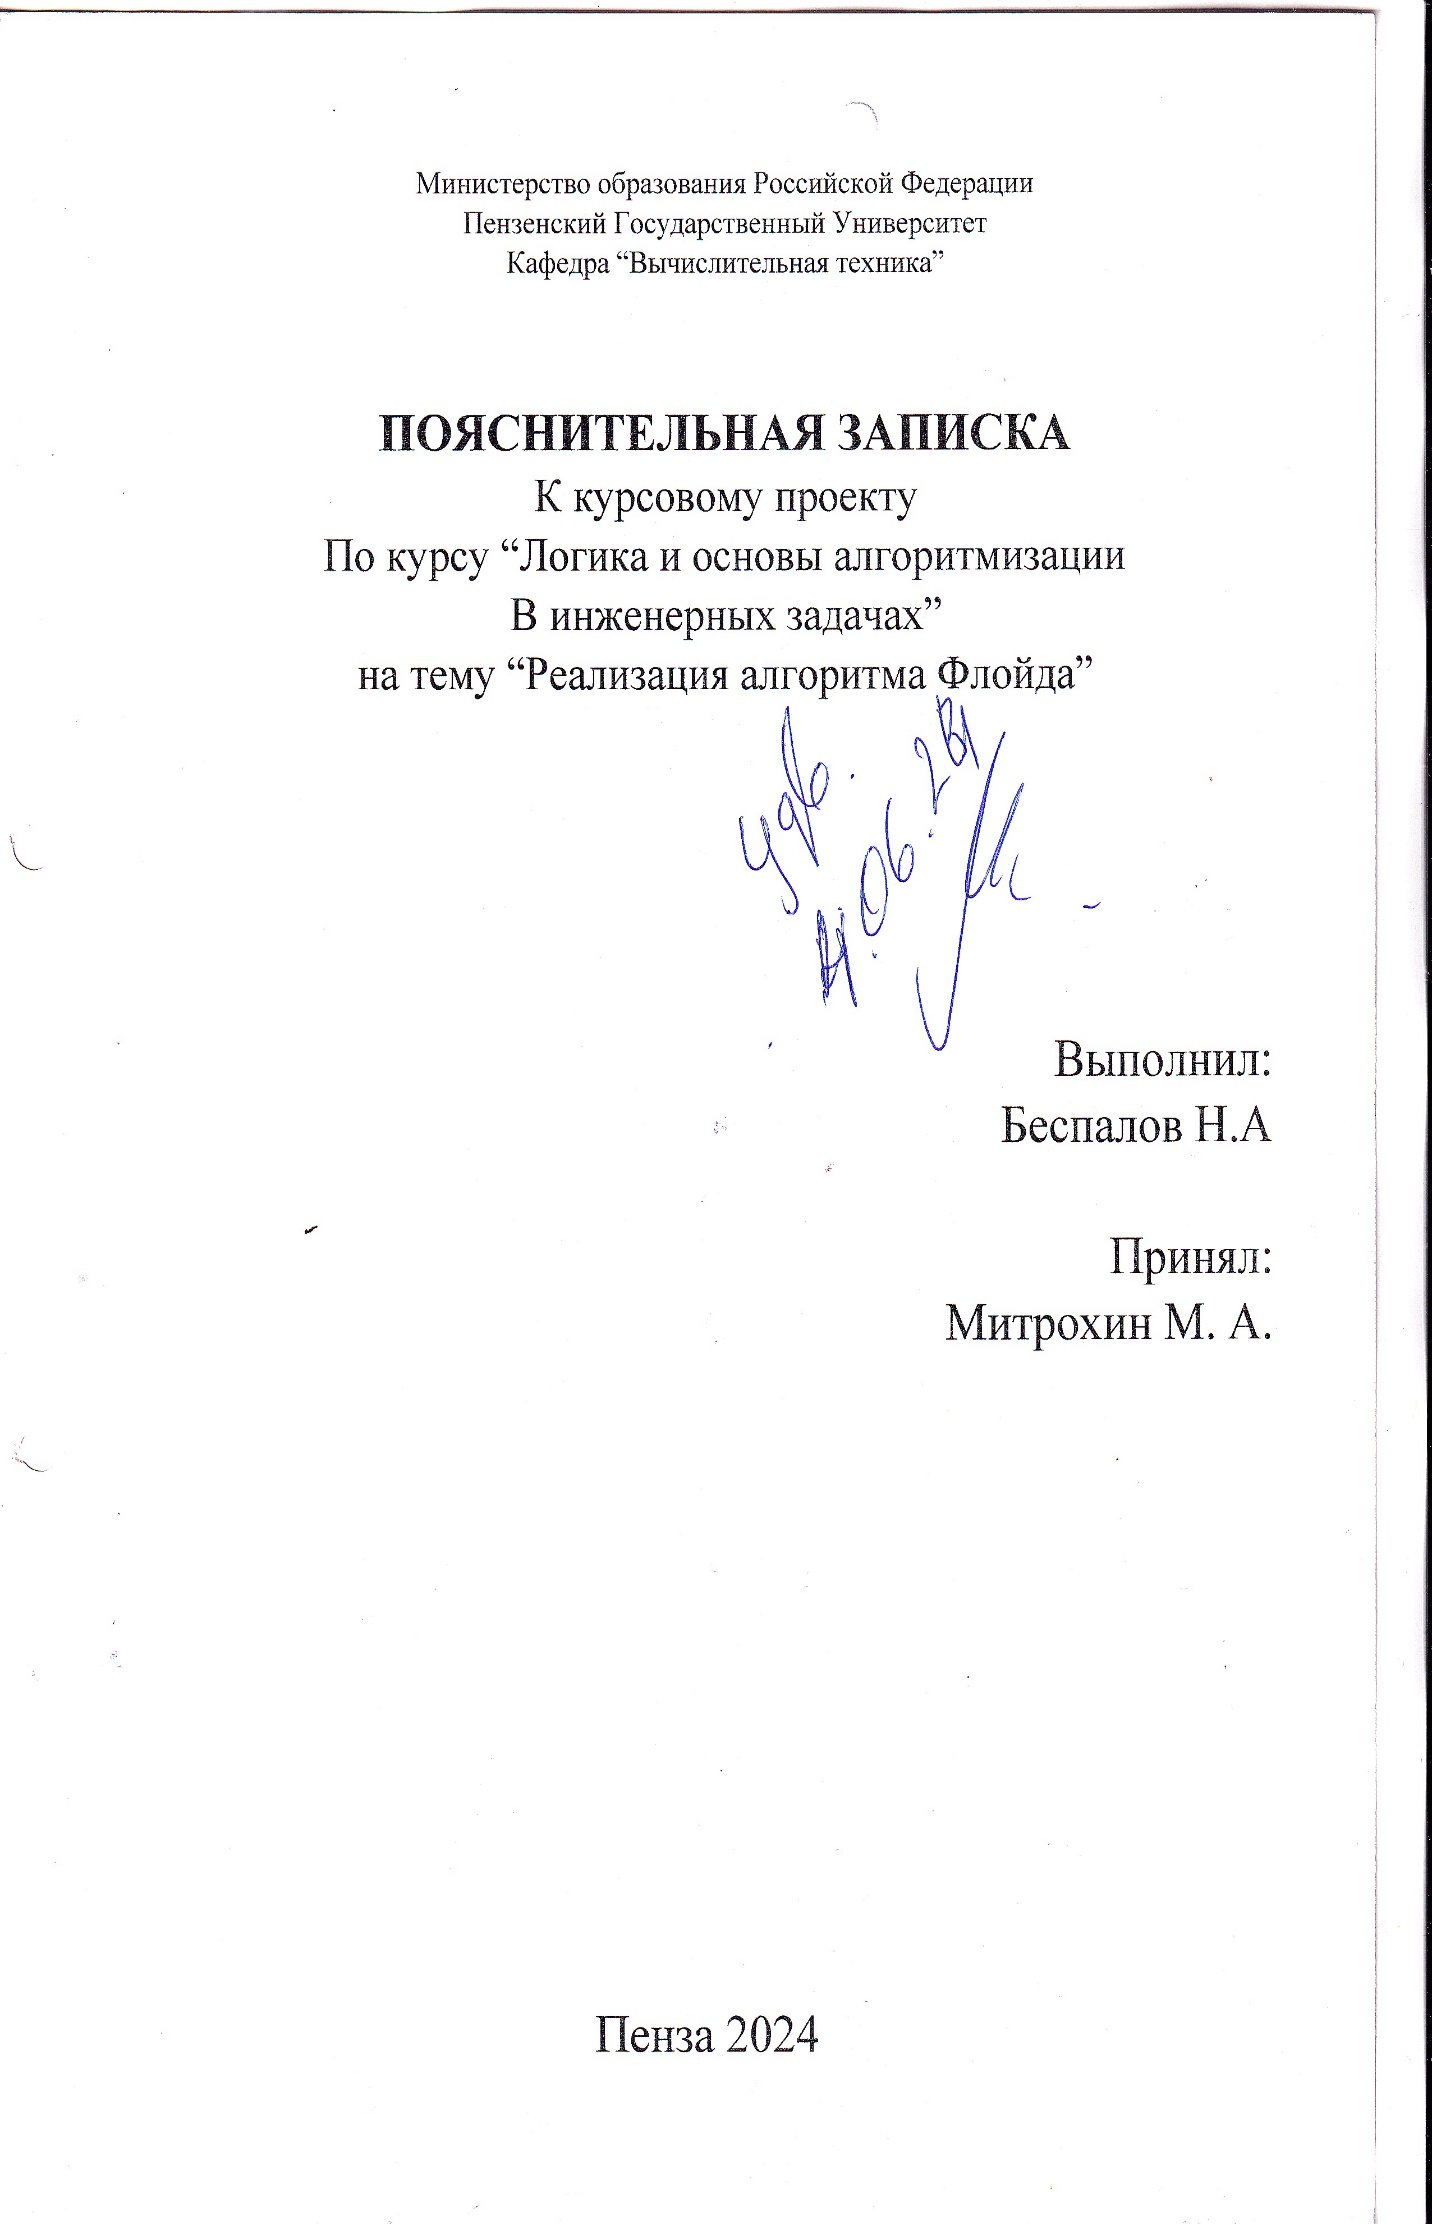 Министерство образования Российской Федерации
Пензенский Государственный Университет
Кафедра “Вычислительная техника”
ПОЯСНИТЕЛЬНАЯ ЗАПИСКА
К курсовому проекту
По курсу “Логика и основы алгоритмизации
В инженерных задачах”
на тему “Реализация алгоритма Флойда”
удв.
Выполнил:
Беспалов Н.А
Принял:
Митрохин М. А.
Пенза 2024